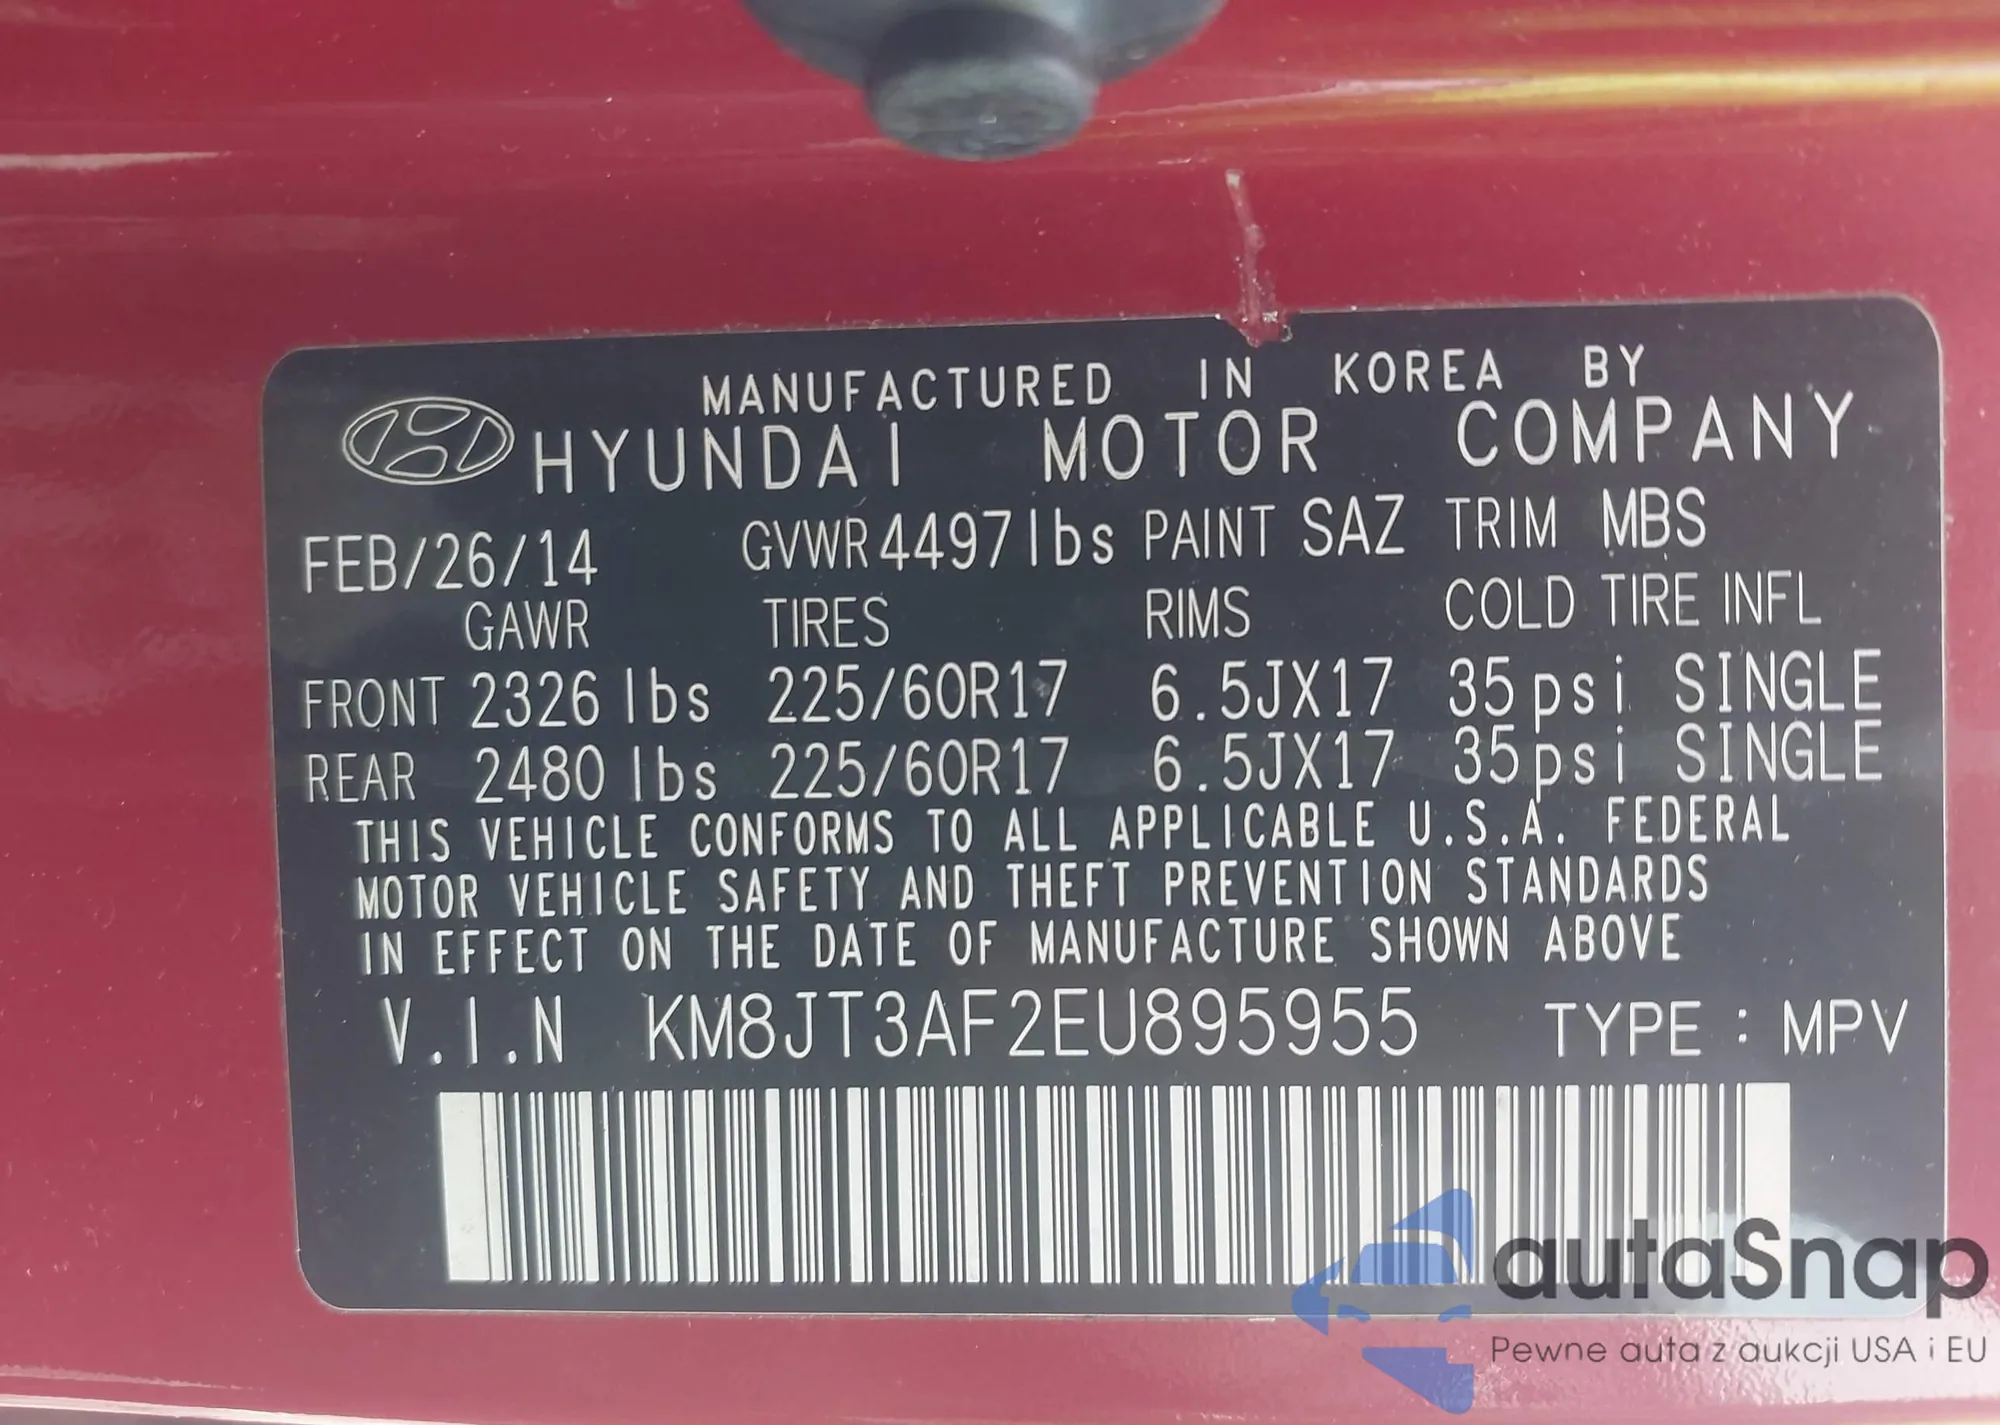 MANUFACTURED IN KOREA BY
HYUNDAI MOTOR COMPANY
FEB/26/14 GVWR 4497 lbs PAINT SAZ TRIM MBS
GAWR TIRES RIMS COLD TIRE INFL
FRONT 2326 lbs 225/60R17 6.5JX17 35psi SINGLE
REAR 2480 lbs 225/60R17 6.5JX17 35psi SINGLE
THIS VEHICLE CONFORMS TO ALL APPLICABLE U.S.A. FEDERAL
MOTOR VEHICLE SAFETY AND THEFT PREVENTION STANDARDS
IN EFFECT ON THE DATE OF MANUFACTURE SHOWN ABOVE
V.I.N KM8JT3AF2EU895955 TYPE : MPV
autaSnap
Pewne auta z aukcji USA i EU